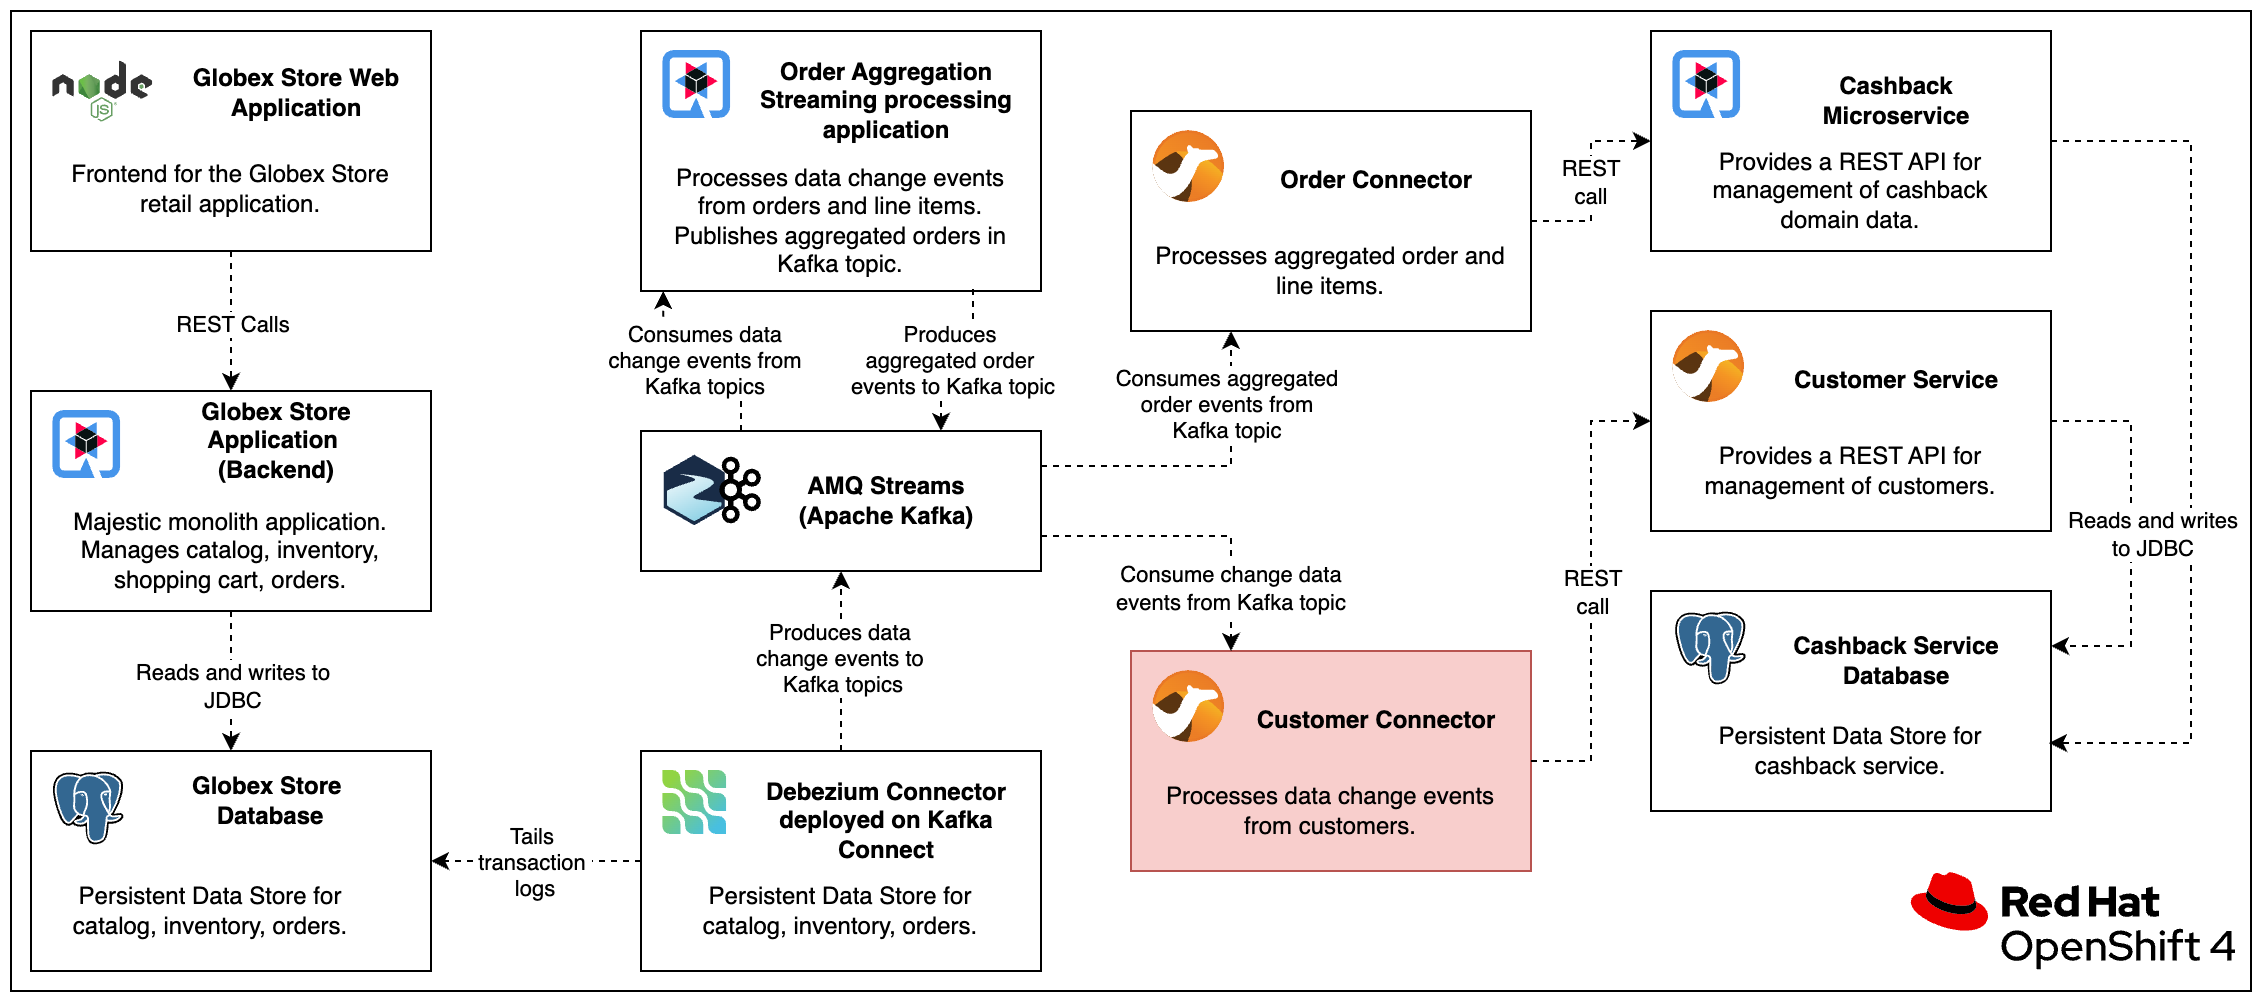 node
JS
Globex Store Web
Application
Frontend for the Globex Store
retail application.
REST Calls
Globex Store
Application
(Backend)
Majestic monolith application.
Manages catalog, inventory,
shopping cart, orders.
Reads and writes to
JDBC
Globex Store
Database
Persistent Data Store for
catalog, inventory, orders.
Tails
transaction
logs
Order Aggregation
Streaming processing
application
Processes data change events
from orders and line items.
Publishes aggregated orders in
Kafka topic.
Consumes data
change events from
Kafka topics
Produces
aggregated order
events to Kafka topic
AMQ Streams
(Apache Kafka)
Produces data
change events to
Kafka topics
Debezium Connector
deployed on Kafka
Connect
Persistent Data Store for
catalog, inventory, orders.
Order Connector
Processes aggregated order and
line items.
Consumes aggregated
order events from
Kafka topic
Consume change data
events from Kafka topic
Customer Connector
Processes data change events
from customers.
REST
call
REST
call
Cashback
Microservice
Provides a REST API for
management of cashback
domain data.
Customer Service
Provides a REST API for
management of customers.
Reads and writes
to JDBC
Cashback Service
Database
Persistent Data Store for
cashback service.
Red Hat
OpenShift 4